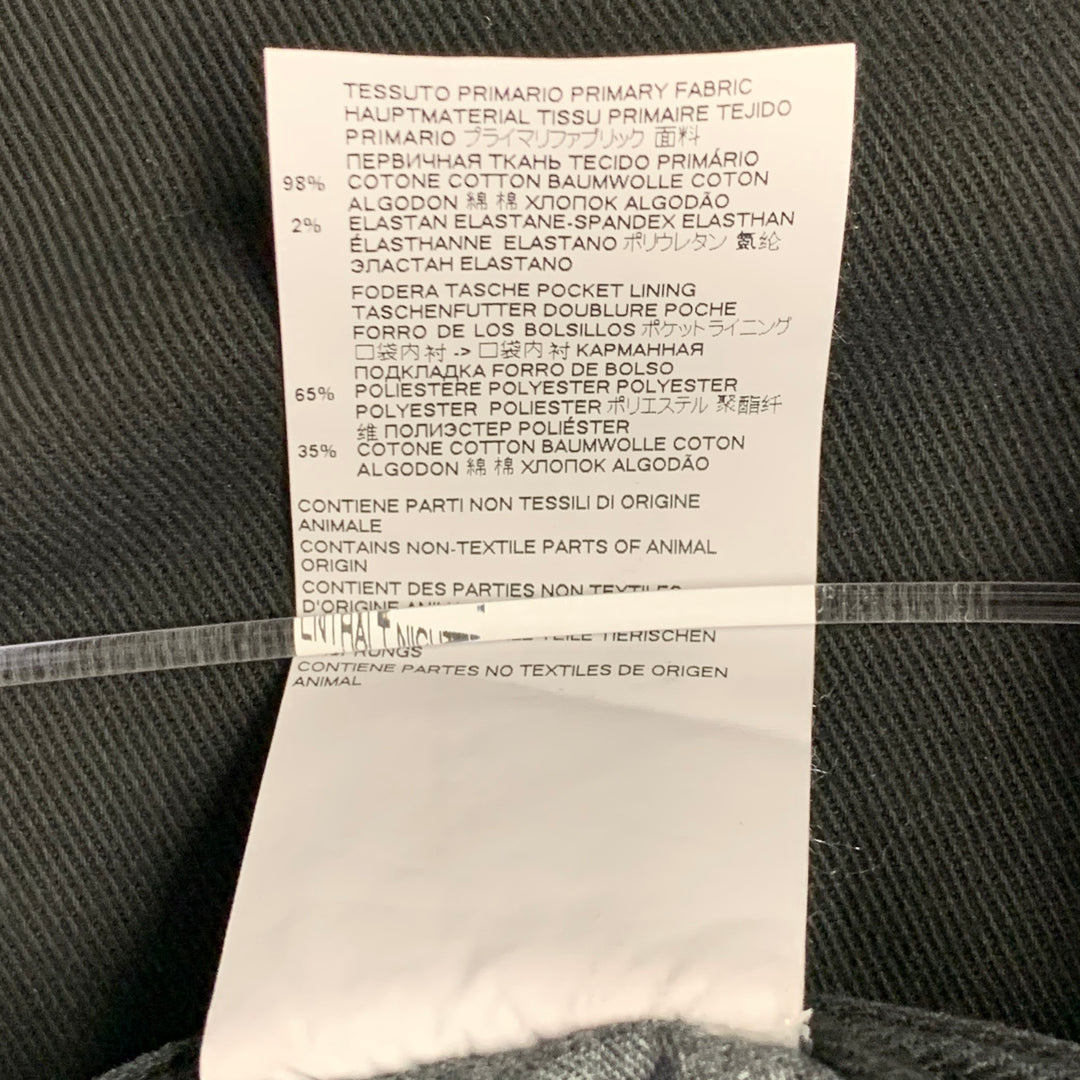 TESSUTO PRIMARIO PRIMARY FABRIC
HAUPTMATERIAL TISSU PRIMAIRE TEJIDO
PRIMARIO プライマリファブリック 面料
ПЕРВИЧНАЯ ТКАНЬ TECIDO PRIMÁRIO
98% COTONE COTTON BAUMWOLLE COTON
ALGODON 綿 棉 ХЛОПОК ALGODÃO
2% ELASTAN ELASTANE-SPANDEX ELASTHAN
ÉLASTHANNE ELASTANO ポリウレタン 氨纶
ЭЛАСТАН ELASTANO
FODERA TASCHE POCKET LINING
TASCHENFUTTER DOUBLURE POCHE
FORRO DE LOS BOLSILLOS ポケットライニング
口袋内衬 -> 口袋内衬 КАРМАННАЯ
ПОДКЛАДКА FORRO DE BOLSO
65% POLIESTERE POLYESTER POLYESTER
POLYESTER POLIESTER ポリエステル 聚酯纤
维 ПОЛИЭСТЕР POLIÉSTER
35% COTONE COTTON BAUMWOLLE COTON
ALGODON 綿 棉 ХЛОПОК ALGODÃO
CONTIENE PARTI NON TESSILI DI ORIGINE
ANIMALE
CONTAINS NON-TEXTILE PARTS OF ANIMAL
ORIGIN
CONTIENT DES PARTIES NON TEXTILES
D'ORIGINE
ENTHÄLT TEILE TIERISCHEN
CONTIENE PARTES NO TEXTILES DE ORIGEN
ANIMAL